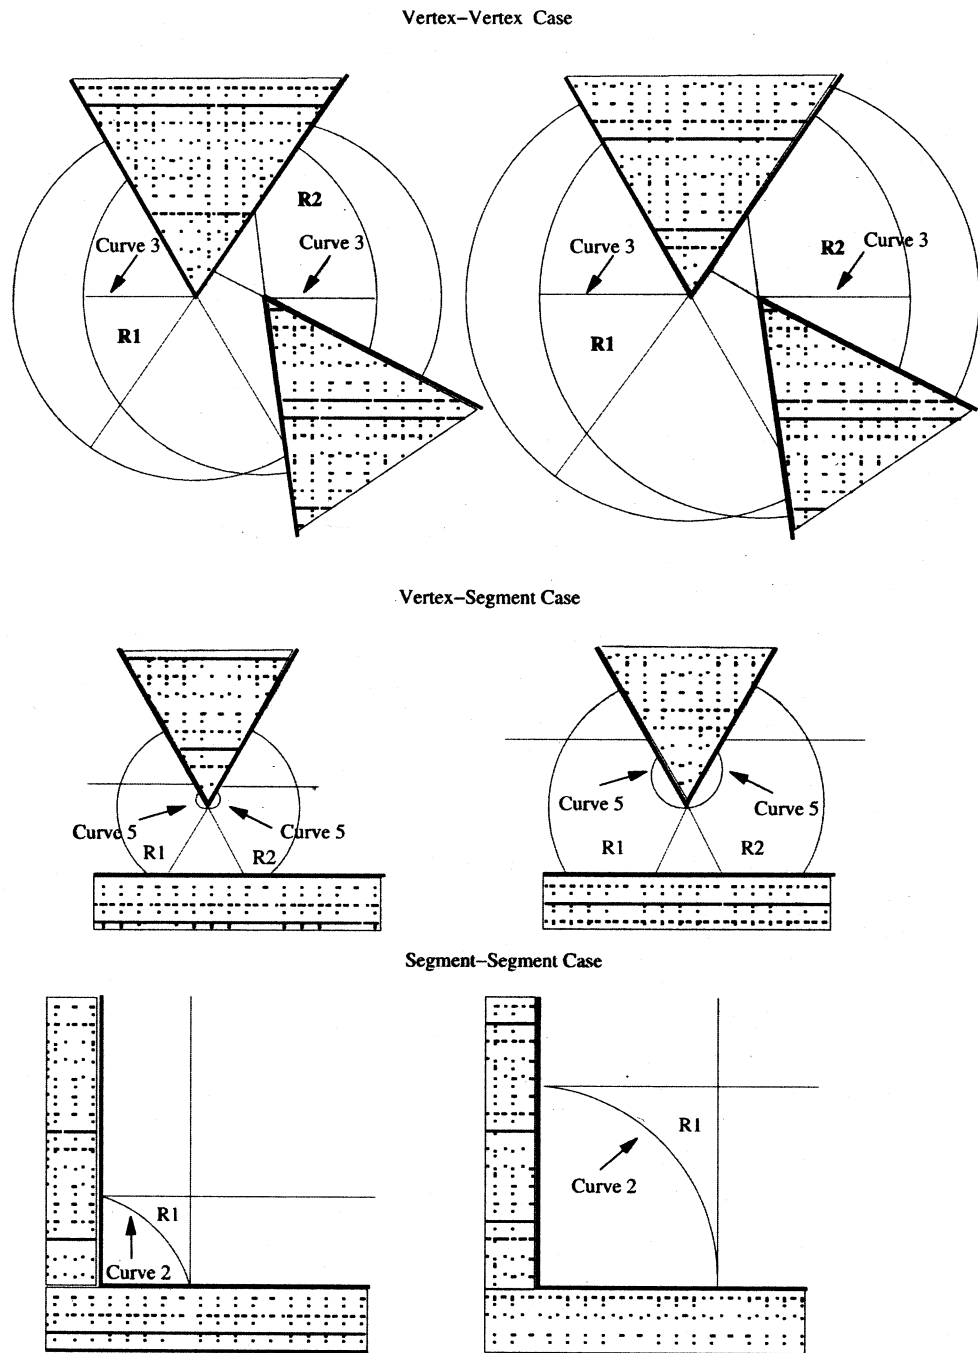 Vertex–Vertex Case
R2
R2
Curve 3
Curve 3
Curve 3
Curve 3
R1
R1
Vertex–Segment Case
Curve 5
Curve 5
Curve 5
Curve 5
R1
R2
R1
R2
Segment–Segment Case
R1
R1
Curve 2
Curve 2